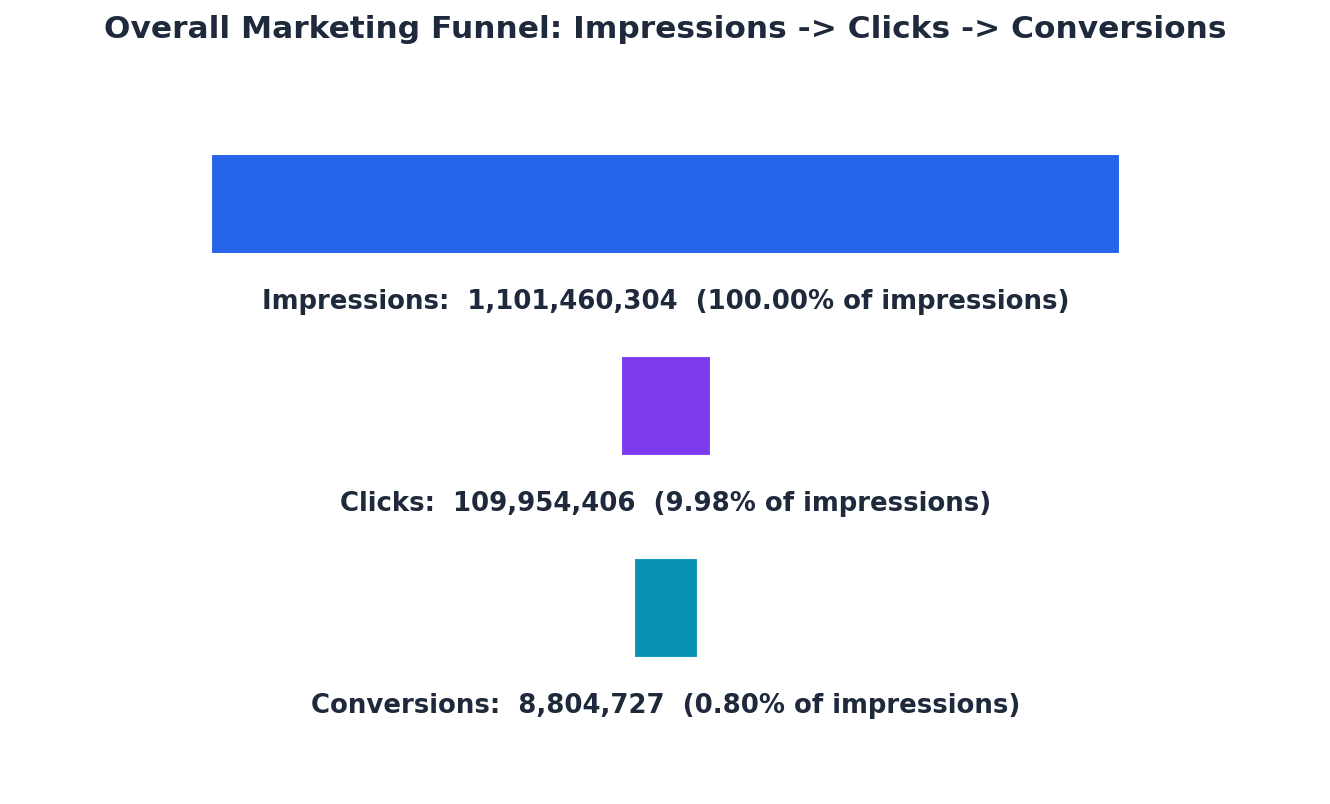 Overall Marketing Funnel: Impressions -> Clicks -> Conversions
Impressions:  1,101,460,304  (100.00% of impressions)
Clicks:  109,954,406  (9.98% of impressions)
Conversions:  8,804,727  (0.80% of impressions)